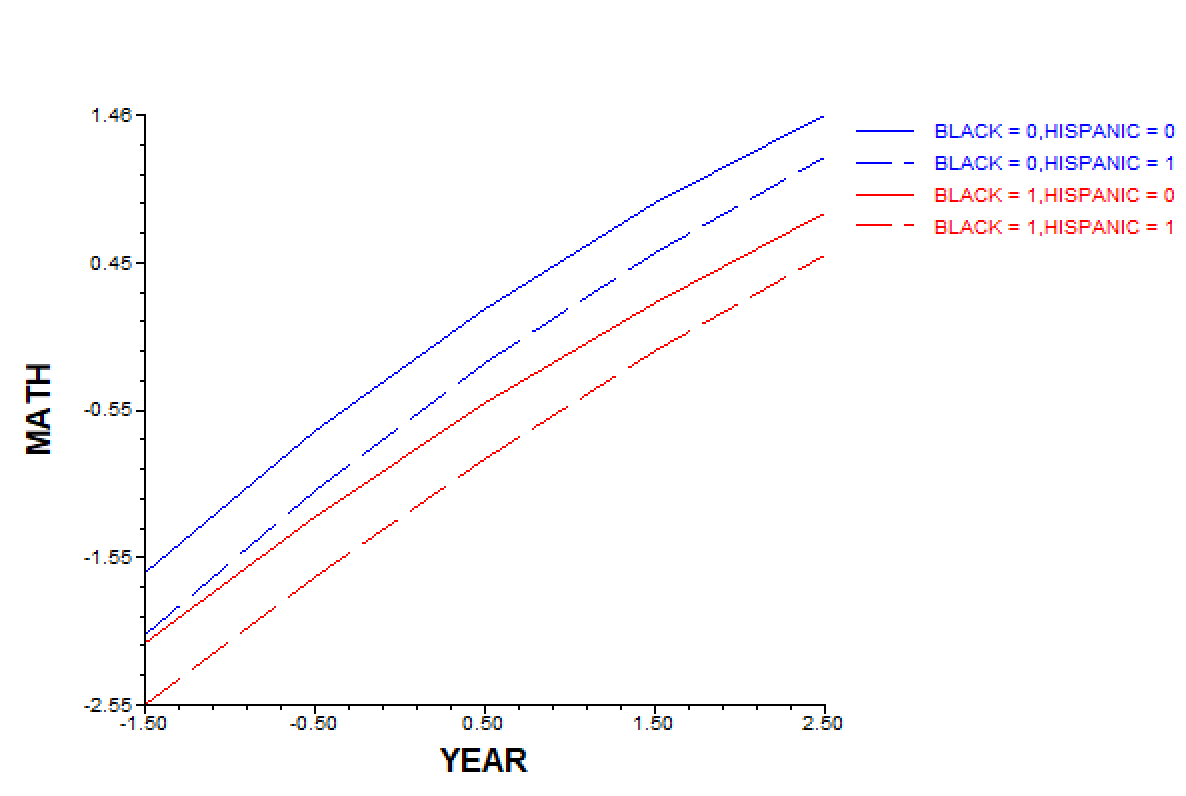 1.46
0.45
-0.55
-1.55
-2.55
MATH
-1.50
-0.50
0.50
1.50
2.50
YEAR
BLACK = 0,HISPANIC = 0
BLACK = 0,HISPANIC = 1
BLACK = 1,HISPANIC = 0
BLACK = 1,HISPANIC = 1